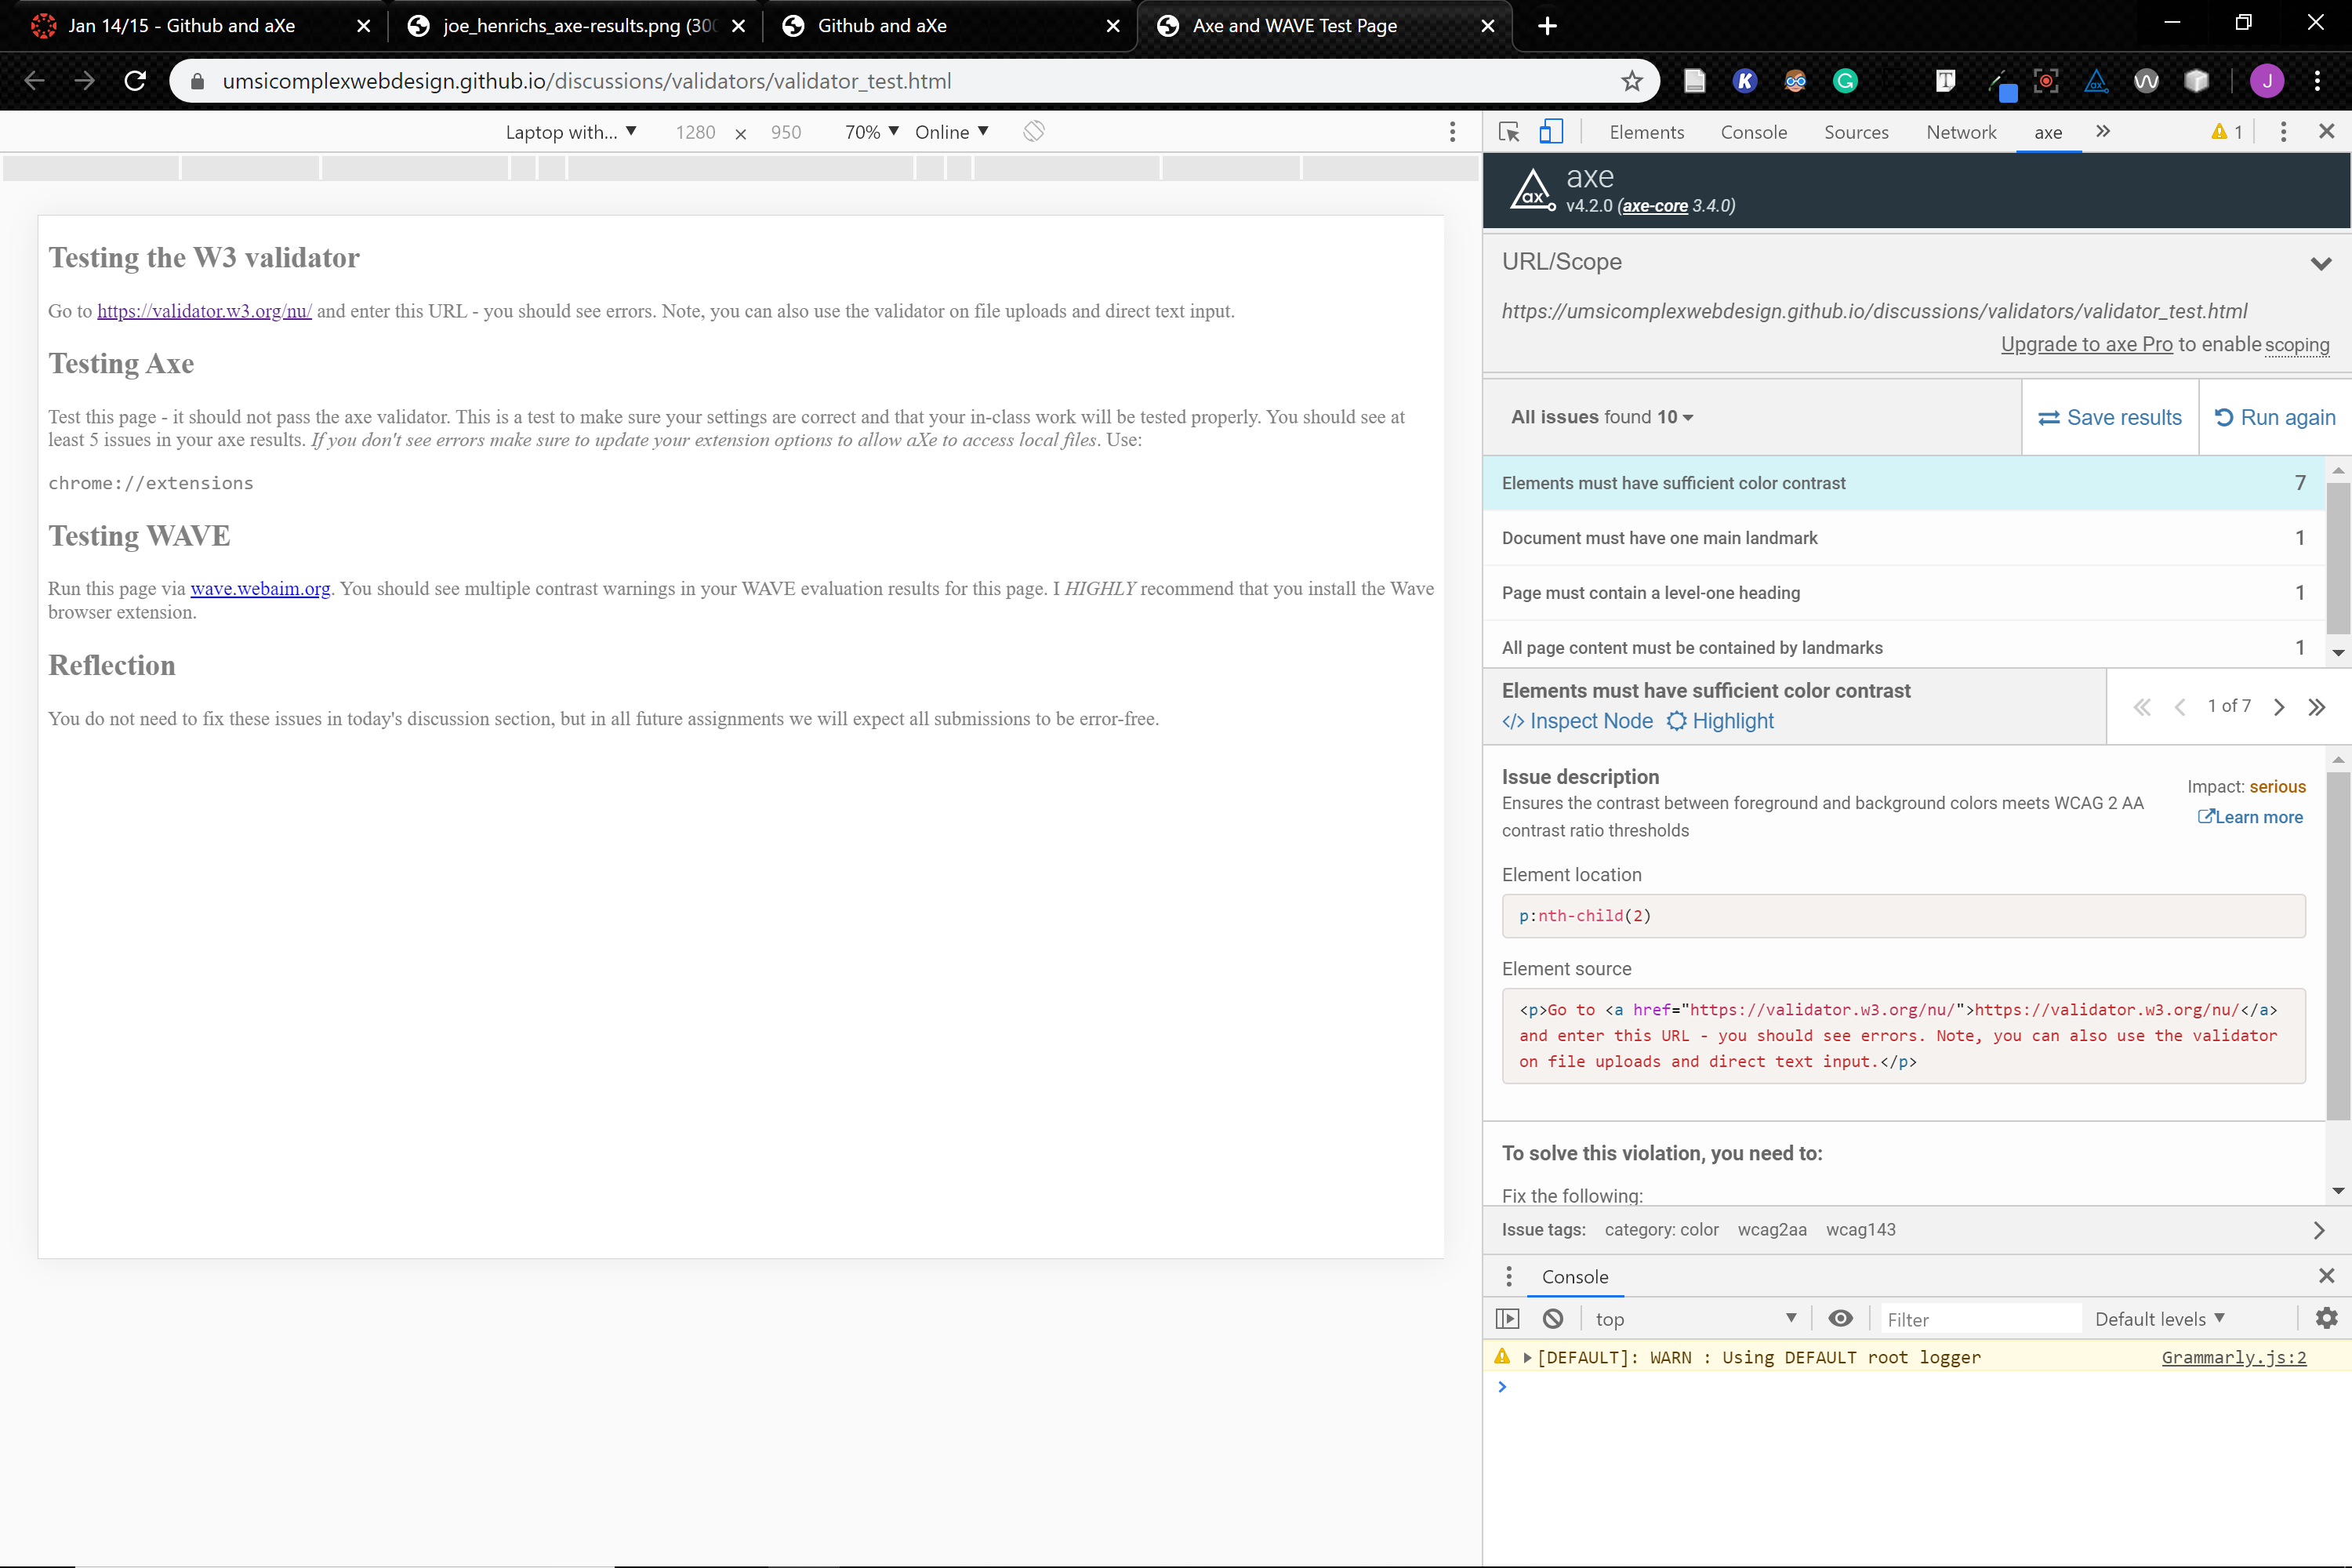 Jan 14/15 - Github and aXe
joe_henrichs_axe-results.png (300
Github and aXe
Axe and WAVE Test Page
umsicomplexwebdesign.github.io/discussions/validators/validator_test.html
K
G
T
ax
J
Laptop with... 1280 × 950 70% Online
Elements Console Sources Network axe 1
Testing the W3 validator
Go to https://validator.w3.org/nu/ and enter this URL - you should see errors. Note, you can also use the validator on file uploads and direct text input.
Testing Axe
Test this page - it should not pass the axe validator. This is a test to make sure your settings are correct and that your in-class work will be tested properly. You should see at
least 5 issues in your axe results. If you don't see errors make sure to update your extension options to allow aXe to access local files. Use:
chrome://extensions
Testing WAVE
Run this page via wave.webaim.org. You should see multiple contrast warnings in your WAVE evaluation results for this page. I HIGHLY recommend that you install the Wave
browser extension.
Reflection
You do not need to fix these issues in today's discussion section, but in all future assignments we will expect all submissions to be error-free.
ax
axe
v4.2.0 (axe-core 3.4.0)
URL/Scope
https://umsicomplexwebdesign.github.io/discussions/validators/validator_test.html
Upgrade to axe Pro to enable scoping
All issues found 10
Save results
Run again
Elements must have sufficient color contrast 7
Document must have one main landmark 1
Page must contain a level-one heading 1
All page content must be contained by landmarks 1
Elements must have sufficient color contrast
</> Inspect Node Highlight
1 of 7
Issue description
Impact: serious
Ensures the contrast between foreground and background colors meets WCAG 2 AA
contrast ratio thresholds
Learn more
Element location
p:nth-child(2)
Element source
<p>Go to <a href="https://validator.w3.org/nu/">https://validator.w3.org/nu/</a>
and enter this URL - you should see errors. Note, you can also use the validator
on file uploads and direct text input.</p>
To solve this violation, you need to:
Fix the following:
Issue tags: category: color wcag2aa wcag143
Console
top Filter Default levels
[DEFAULT]: WARN : Using DEFAULT root logger Grammarly.js:2